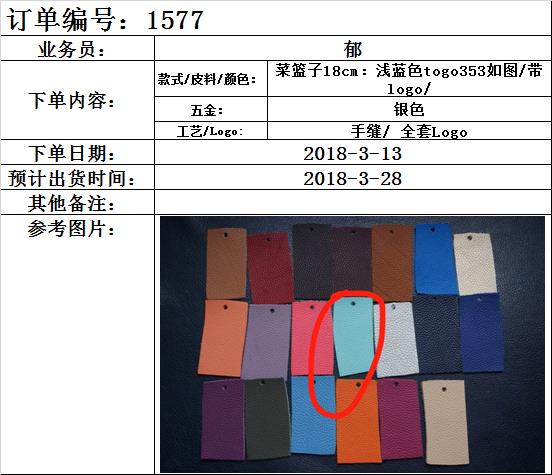 订单编号: 1577
业务员: 郁
下单内容:
款式/皮料/颜色: 菜篮子18cm: 浅蓝色togo353如图/带
logo/
五金: 银色
工艺/Logo: 手缝/ 全套Logo
下单日期: 2018-3-13
预计出货时间: 2018-3-28
其他备注:
参考图片: